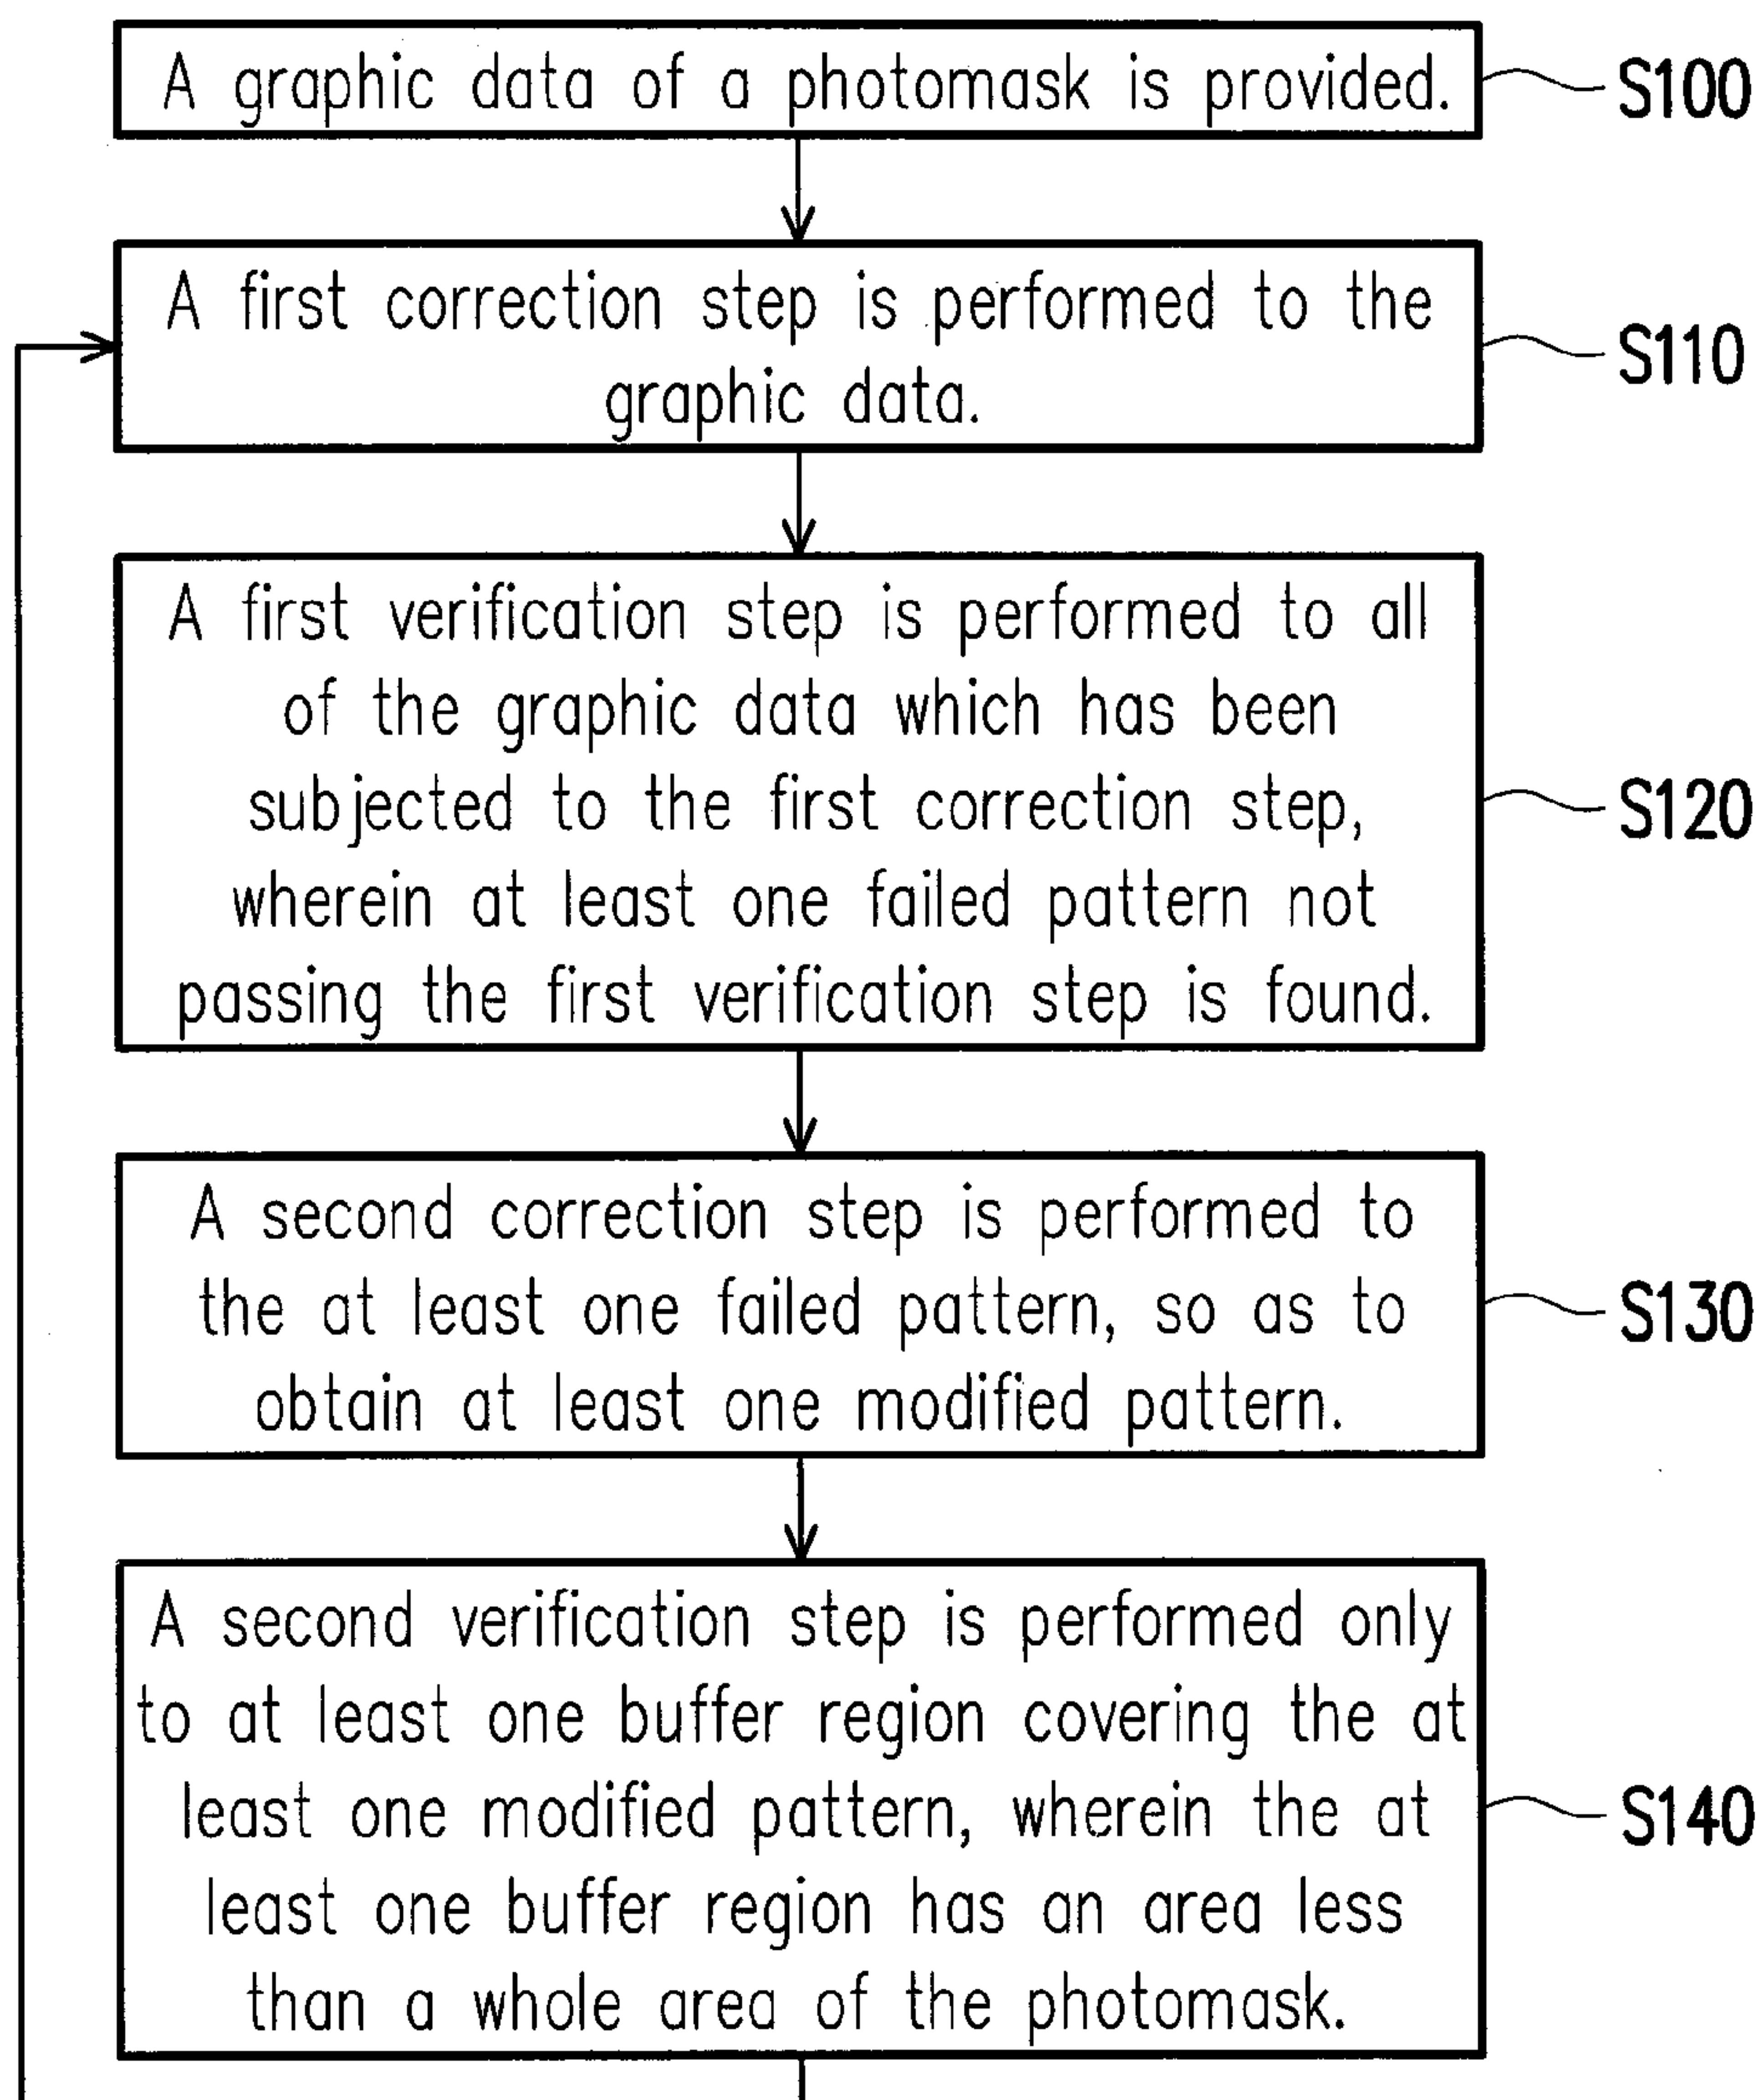 A graphic data of a photomask is provided.
S100
A first correction step is performed to the
graphic data.
S110
A first verification step is performed to all
of the graphic data which has been
subjected to the first correction step,
wherein at least one failed pattern not
passing the first verification step is found.
S120
A second correction step is performed to
the at least one failed pattern, so as to
obtain at least one modified pattern.
S130
A second verification step is performed only
to at least one buffer region covering the at
least one modified pattern, wherein the at
least one buffer region has an area less
than a whole area of the photomask.
S140